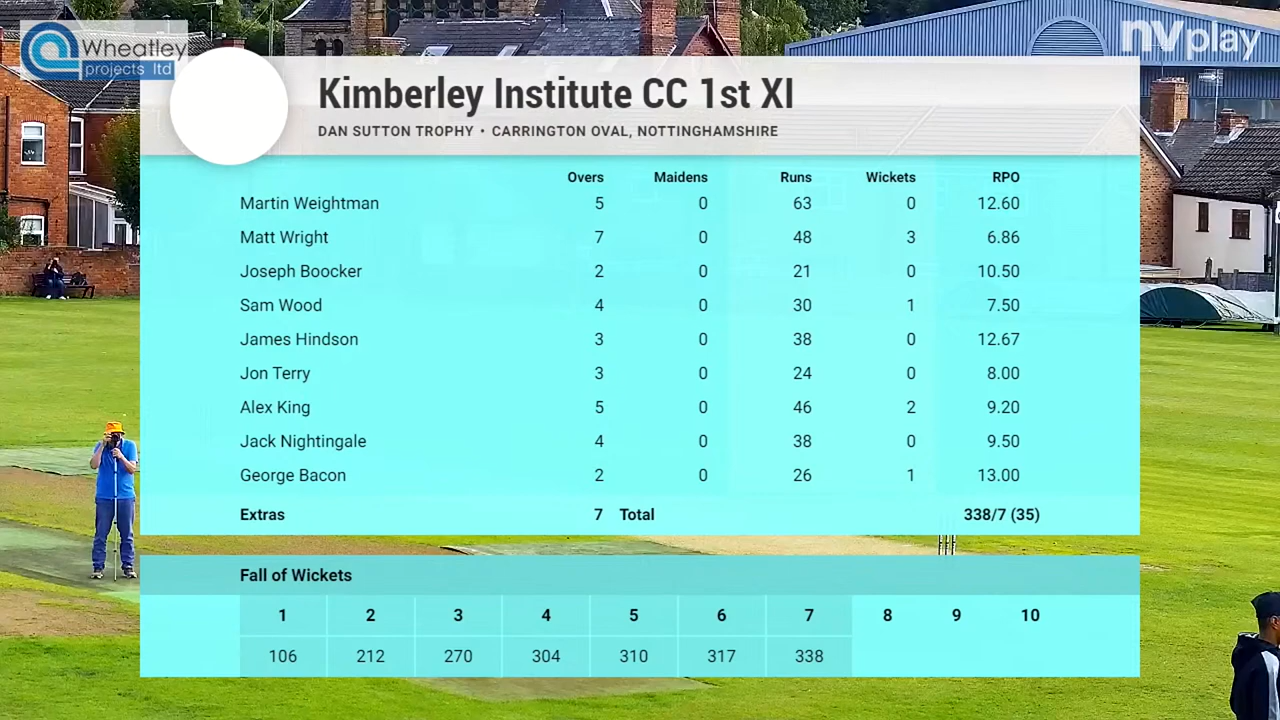 Wheatley
projects ltd
nvplay
Kimberley Institute CC 1st XI
DAN SUTTON TROPHY • CARRINGTON OVAL, NOTTINGHAMSHIRE
Overs Maidens Runs Wickets RPO
Martin Weightman 5 0 63 0 12.60
Matt Wright 7 0 48 3 6.86
Joseph Boocker 2 0 21 0 10.50
Sam Wood 4 0 30 1 7.50
James Hindson 3 0 38 0 12.67
Jon Terry 3 0 24 0 8.00
Alex King 5 0 46 2 9.20
Jack Nightingale 4 0 38 0 9.50
George Bacon 2 0 26 1 13.00
Extras 7 Total 338/7 (35)
Fall of Wickets
1 2 3 4 5 6 7 8 9 10
106 212 270 304 310 317 338